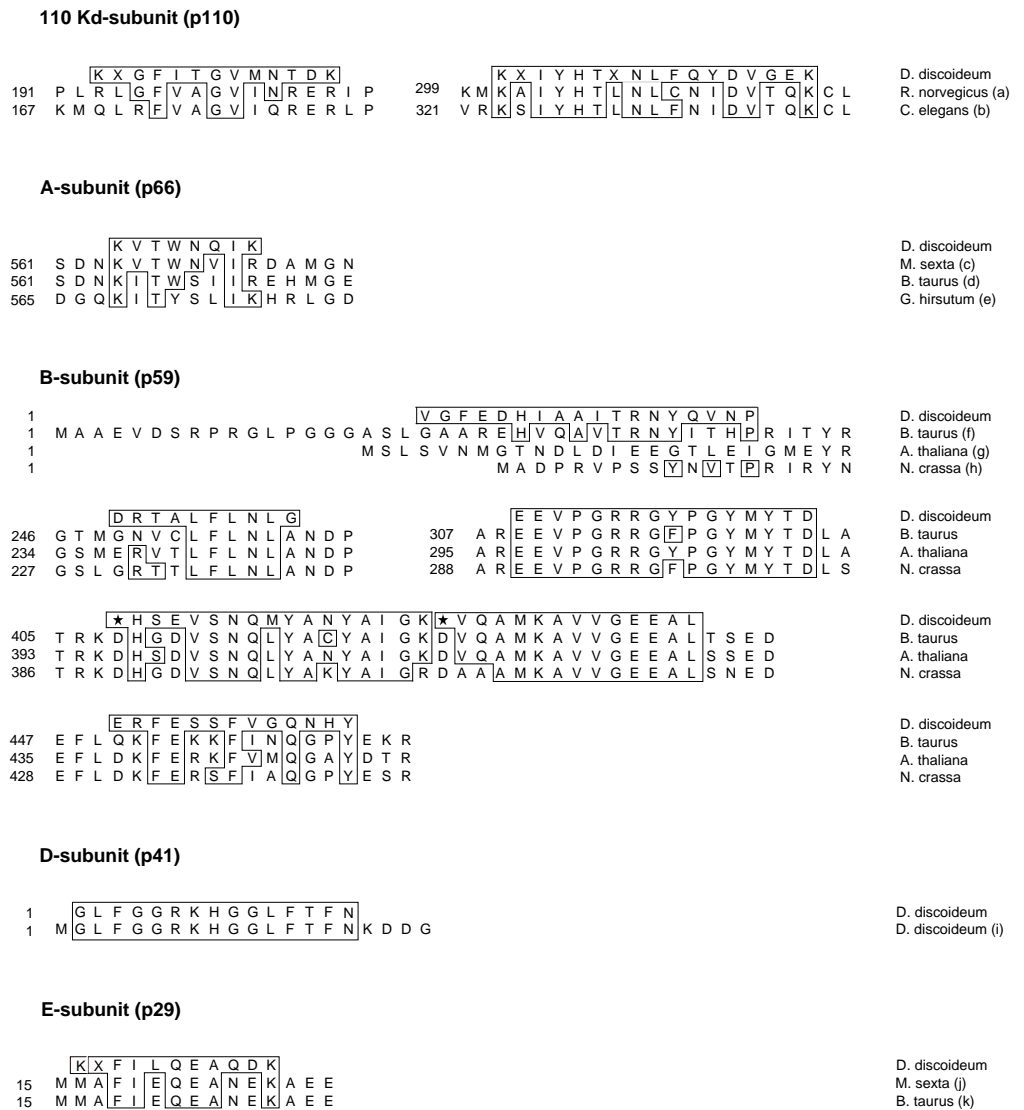 110 Kd-subunit (p110)
K X G F I T G V M N T D K K X I Y H T X N L F Q Y D V G E K D. discoideum
191 P L R L G F V A G V I N R E R I P 299 K M K A I Y H T L N L C N I D V T Q K C L R. norvegicus (a)
167 K M Q L R F V A G V I Q R E R L P 321 V R K S I Y H T L N L F N I D V T Q K C L C. elegans (b)
A-subunit (p66)
K V T W N Q I K D. discoideum
561 S D N K V T W N V I R D A M G N M. sexta (c)
561 S D N K I T W S I I R E H M G E B. taurus (d)
565 D G Q K I T Y S L I K H R L G D G. hirsutum (e)
B-subunit (p59)
1 V G F E D H I A A I T R N Y Q V N P D. discoideum
1 M A A E V D S R P R G L P G G G A S L G A A R E H V Q A V T R N Y I T H P R I T Y R B. taurus (f)
1 M S L S V N M G T N D L D I E E G T L E I G M E Y R A. thaliana (g)
1 M A D P R V P S S Y N V T P R I R Y N N. crassa (h)
D R T A L F L N L G E E V P G R R G Y P G Y M Y T D D. discoideum
246 G T M G N V C L F L N L A N D P 307 A R E E V P G R R G F P G Y M Y T D L A B. taurus
234 G S M E R V T L F L N L A N D P 295 A R E E V P G R R G Y P G Y M Y T D L A A. thaliana
227 G S L G R T T L F L N L A N D P 288 A R E E V P G R R G F P G Y M Y T D L S N. crassa
★ H S E V S N Q M Y A N Y A I G K ★ V Q A M K A V V G E E A L D. discoideum
405 T R K D H G D V S N Q L Y A C Y A I G K D V Q A M K A V V G E E A L T S E D B. taurus
393 T R K D H S D V S N Q L Y A N Y A I G K D V Q A M K A V V G E E A L S S E D A. thaliana
386 T R K D H G D V S N Q L Y A K Y A I G R D A A A M K A V V G E E A L S N E D N. crassa
E R F E S S F V G Q N H Y D. discoideum
447 E F L Q K F E K K F I N Q G P Y E K R B. taurus
435 E F L D K F E R K F V M Q G A Y D T R A. thaliana
428 E F L D K F E R S F I A Q G P Y E S R N. crassa
D-subunit (p41)
1 G L F G G R K H G G L F T F N D. discoideum
1 M G L F G G R K H G G L F T F N K D D G D. discoideum (i)
E-subunit (p29)
K X F I L Q E A Q D K D. discoideum
15 M M A F I E Q E A N E K A E E M. sexta (j)
15 M M A F I E Q E A N E K A E E B. taurus (k)